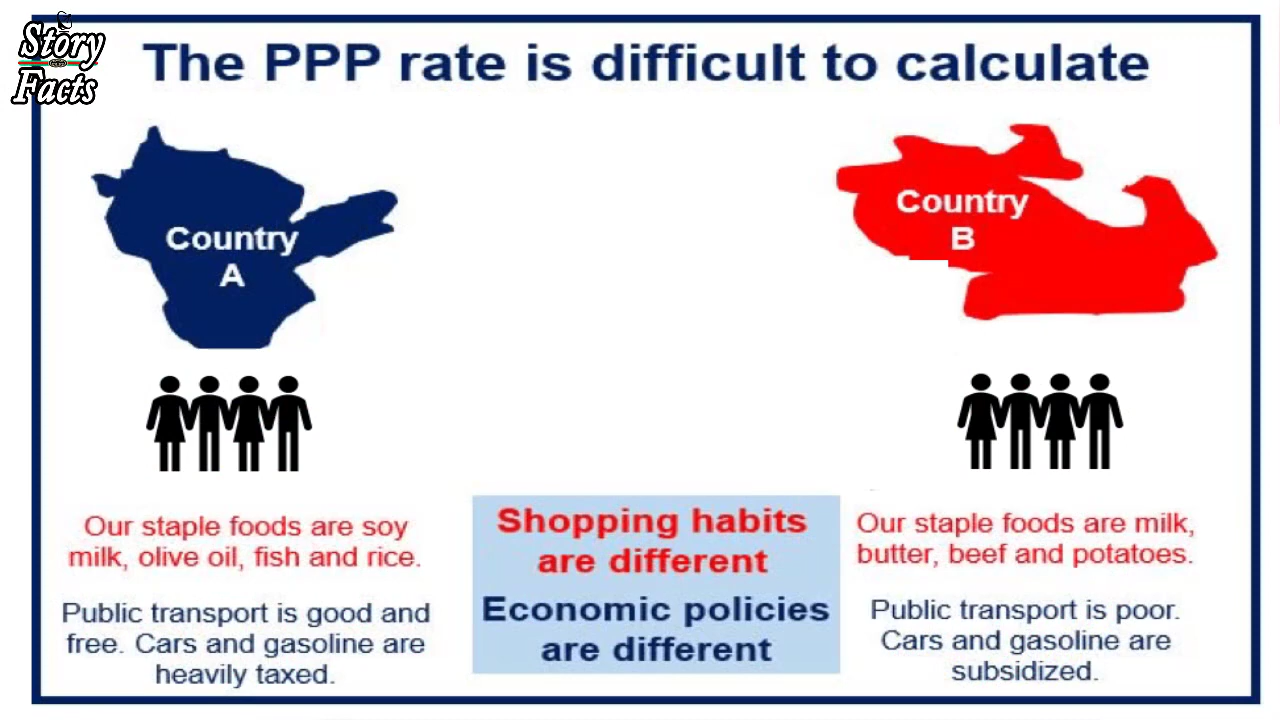 Story
Facts
The PPP rate is difficult to calculate
Country
A
Country
B
Our staple foods are soy
milk, olive oil, fish and rice.
Public transport is good and
free. Cars and gasoline are
heavily taxed.
Shopping habits
are different
Economic policies
are different
Our staple foods are milk,
butter, beef and potatoes.
Public transport is poor.
Cars and gasoline are
subsidized.